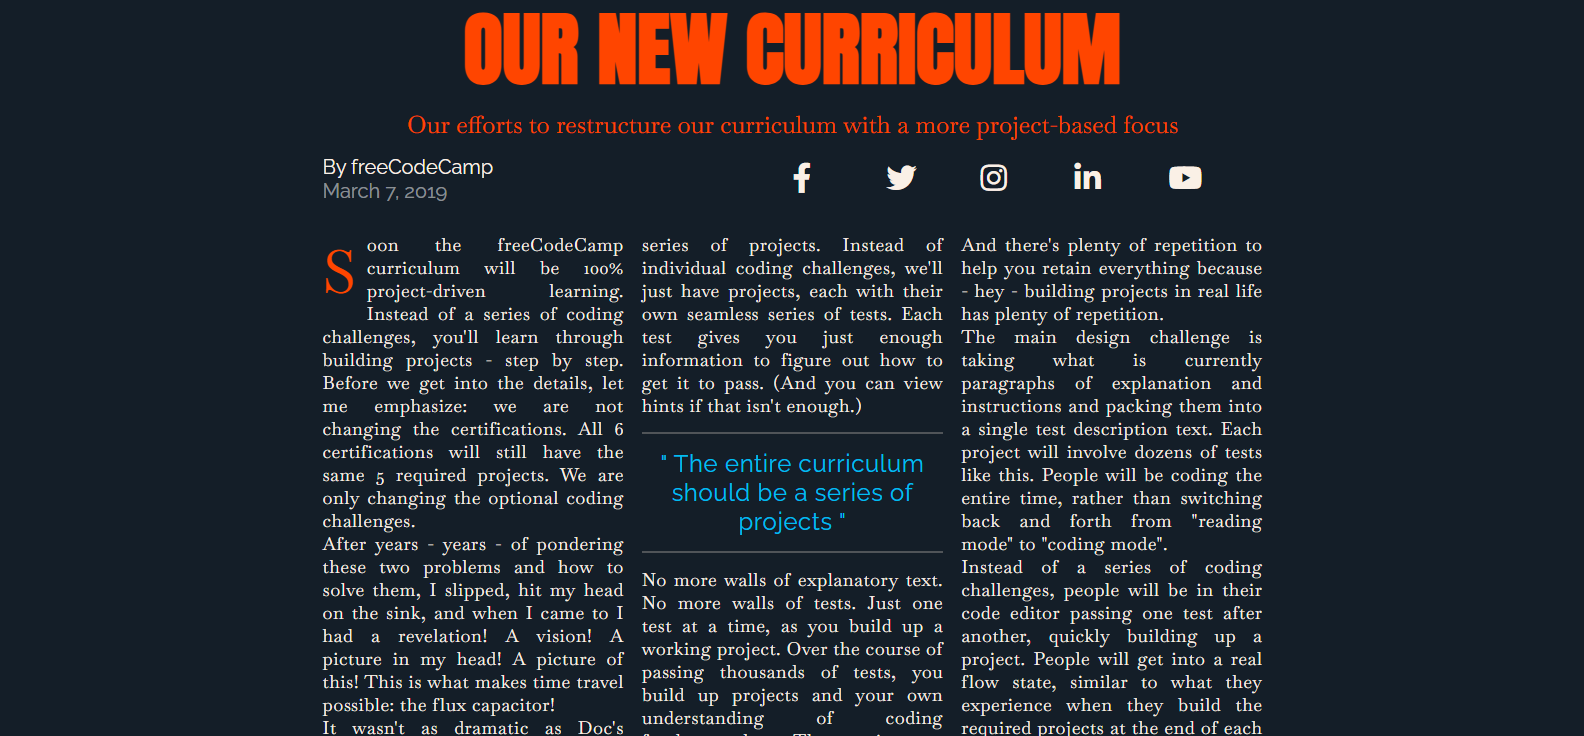 OUR NEW CURRICULUM
Our efforts to restructure our curriculum with a more project-based focus
By freeCodeCamp
March 7, 2019
Soon the freeCodeCamp
curriculum will be 100%
project-driven learning.
Instead of a series of coding
challenges, you'll learn through
building projects - step by step.
Before we get into the details, let
me emphasize: we are not
changing the certifications. All 6
certifications will still have the
same 5 required projects. We are
only changing the optional coding
challenges.
After years - years - of pondering
these two problems and how to
solve them, I slipped, hit my head
on the sink, and when I came to I
had a revelation! A vision! A
picture in my head! A picture of
this! This is what makes time travel
possible: the flux capacitor!
It wasn't as dramatic as Doc's
series of projects. Instead of
individual coding challenges, we'll
just have projects, each with their
own seamless series of tests. Each
test gives you just enough
information to figure out how to
get it to pass. (And you can view
hints if that isn't enough.)
" The entire curriculum
should be a series of
projects "
No more walls of explanatory text.
No more walls of tests. Just one
test at a time, as you build up a
working project. Over the course of
passing thousands of tests, you
build up projects and your own
understanding of coding
And there's plenty of repetition to
help you retain everything because
- hey - building projects in real life
has plenty of repetition.
The main design challenge is
taking what is currently
paragraphs of explanation and
instructions and packing them into
a single test description text. Each
project will involve dozens of tests
like this. People will be coding the
entire time, rather than switching
back and forth from "reading
mode" to "coding mode".
Instead of a series of coding
challenges, people will be in their
code editor passing one test after
another, quickly building up a
project. People will get into a real
flow state, similar to what they
experience when they build the
required projects at the end of each